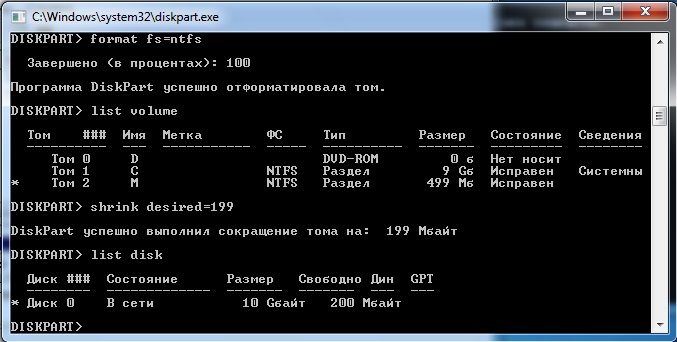 C:\Windows\system32\diskpart.exe
DISKPART> format fs=ntfs
Завершено (в процентах): 100
Программа DiskPart успешно отформатировала том.
DISKPART> list volume
Том ### Имя Метка ФС Тип Размер Состояние Сведения
Том 0 D DVD-ROM 0 б Нет носит
Том 1 C NTFS Раздел 9 Gб Исправен Системны
* Том 2 M NTFS Раздел 499 Mб Исправен
DISKPART> shrink desired=199
DiskPart успешно выполнил сокращение тома на: 199 Mбайт
DISKPART> list disk
Диск ### Состояние Размер Свободно Дин GPT
* Диск 0 В сети 10 Gбайт 200 Mбайт
DISKPART>